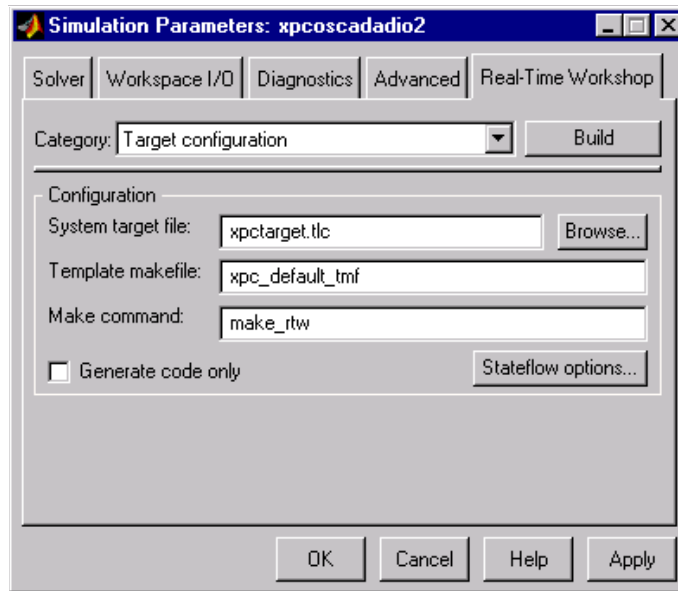 Simulation Parameters: xpcoscadadio2
Solver Workspace I/O Diagnostics Advanced Real-Time Workshop
Category: Target configuration Build
Configuration
System target file: xpctarget.tlc Browse...
Template makefile: xpc_default_tmf
Make command: make_rtw
Generate code only Stateflow options...
OK Cancel Help Apply